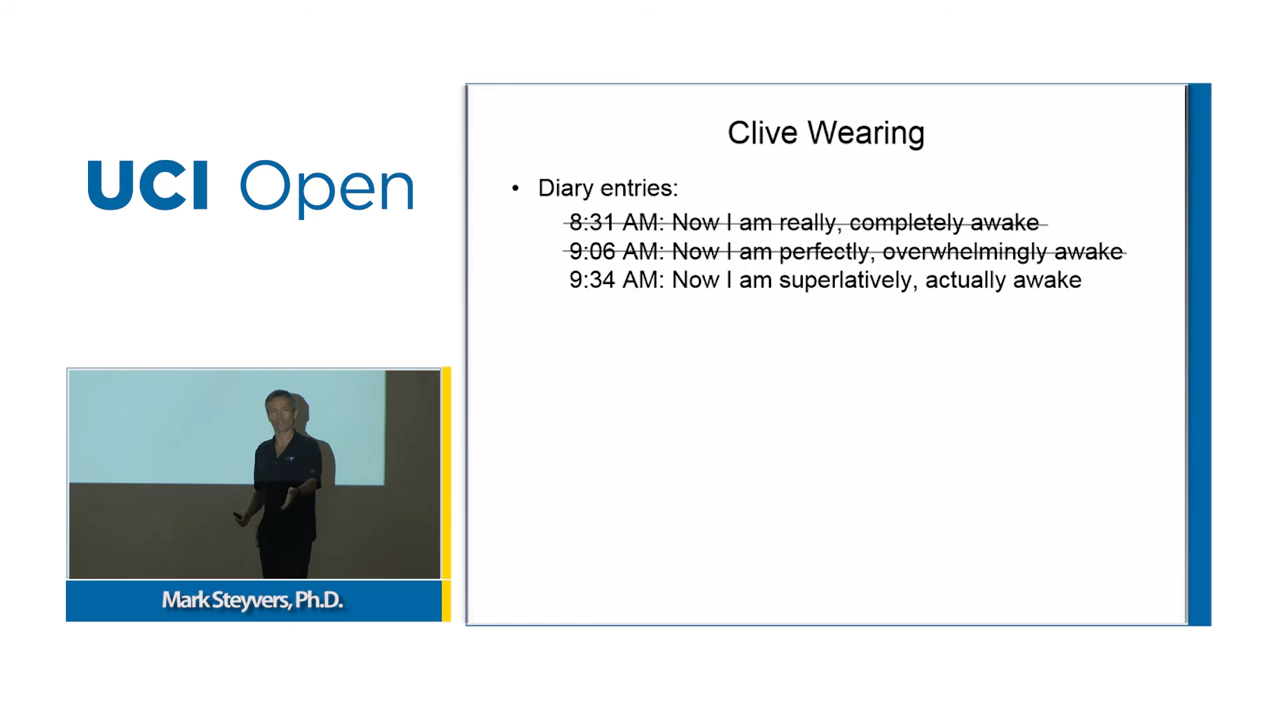 UCI Open
Clive Wearing
• Diary entries:
8:31 AM: Now I am really, completely awake
9:06 AM: Now I am perfectly, overwhelmingly awake
9:34 AM: Now I am superlatively, actually awake
Mark Steyvers, Ph.D.